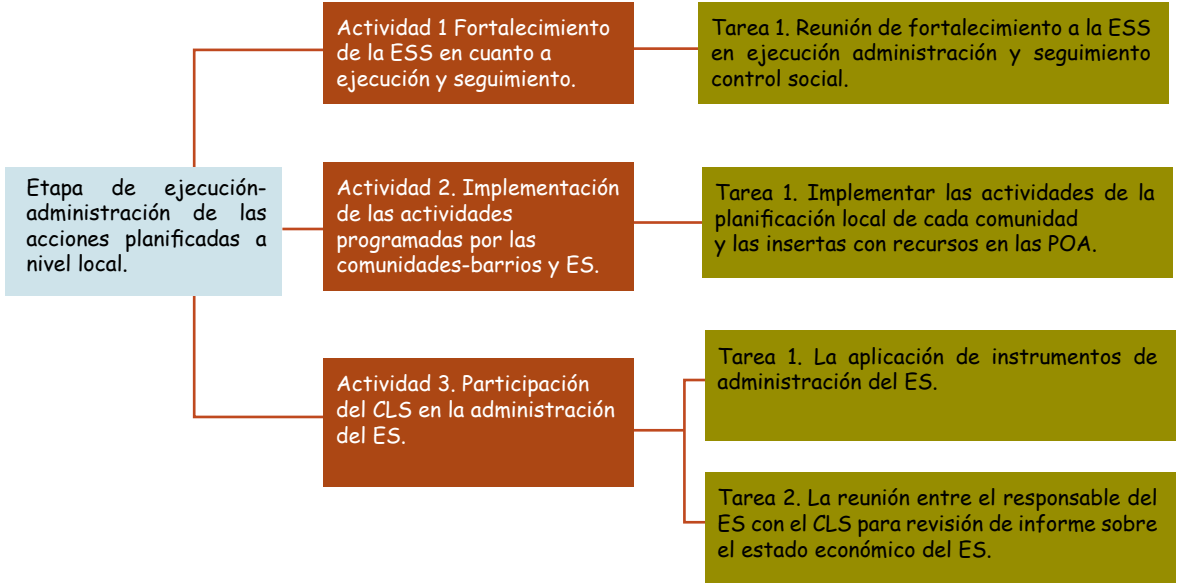 Etapa de ejecución-
administración de las
acciones planificadas a
nivel local.
Actividad 1 Fortalecimiento
de la ESS en cuanto a
ejecución y seguimiento.
Tarea 1. Reunión de fortalecimiento a la ESS
en ejecución administración y seguimiento
control social.
Actividad 2. Implementación
de las actividades
programadas por las
comunidades-barrios y ES.
Tarea 1. Implementar las actividades de la
planificación local de cada comunidad
y las insertas con recursos en las POA.
Actividad 3. Participación
del CLS en la administración
del ES.
Tarea 1. La aplicación de instrumentos de
administración del ES.
Tarea 2. La reunión entre el responsable del
ES con el CLS para revisión de informe sobre
el estado económico del ES.